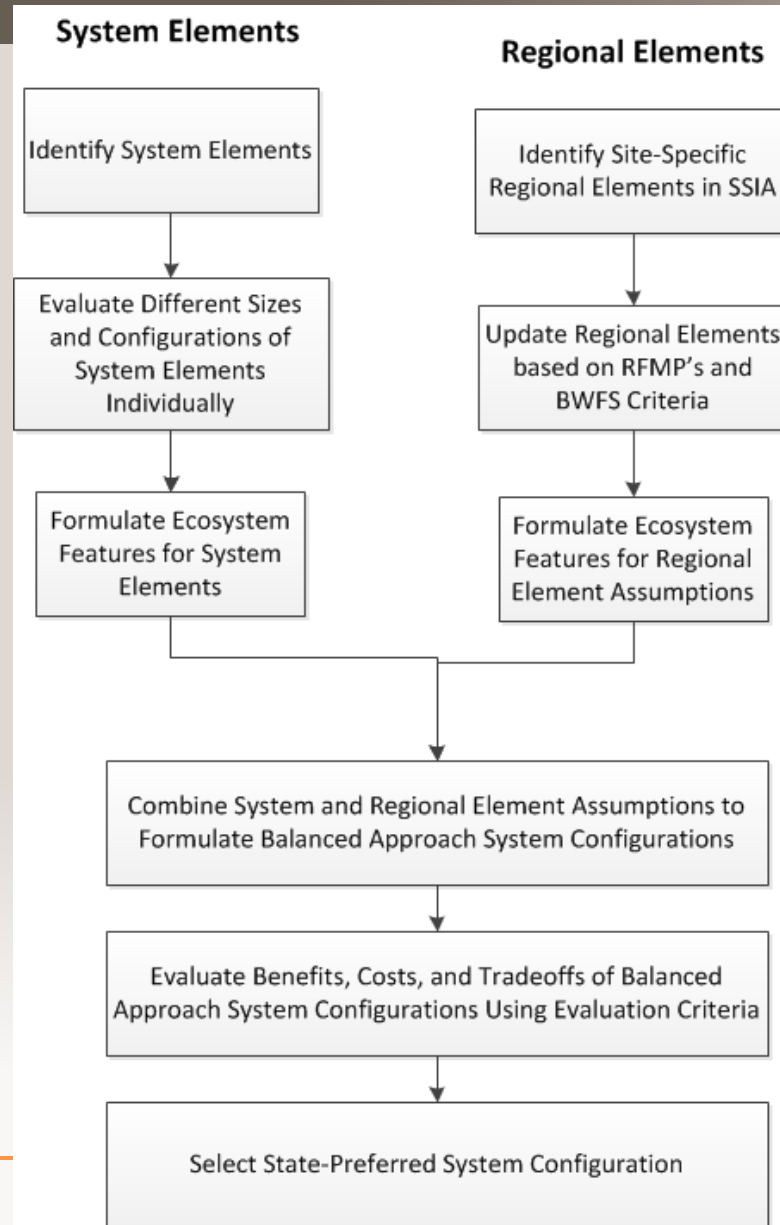 System Elements
Identify System Elements
Evaluate Different Sizes
and Configurations of
System Elements
Individually
Formulate Ecosystem
Features for System
Elements
Regional Elements
Identify Site-Specific
Regional Elements in SSIA
Update Regional Elements
based on RFMP's and
BWFS Criteria
Formulate Ecosystem
Features for Regional
Element Assumptions
Combine System and Regional Element Assumptions to
Formulate Balanced Approach System Configurations
Evaluate Benefits, Costs, and Tradeoffs of Balanced
Approach System Configurations Using Evaluation Criteria
Select State-Preferred System Configuration